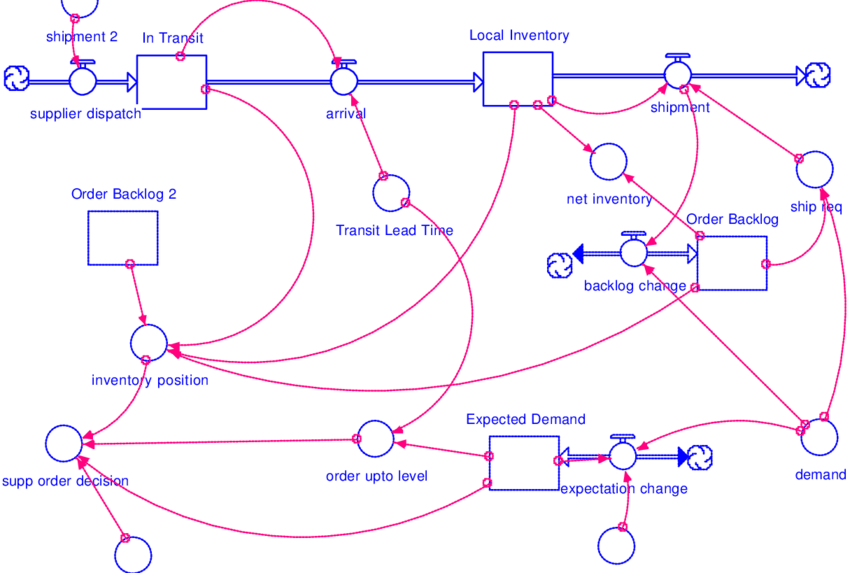 shipment 2
In Transit
Local Inventory
supplier dispatch
arrival
shipment
Order Backlog 2
net inventory
ship req
Order Backlog
Transit Lead Time
backlog change
inventory position
Expected Demand
supp order decision
order upto level
expectation change
demand